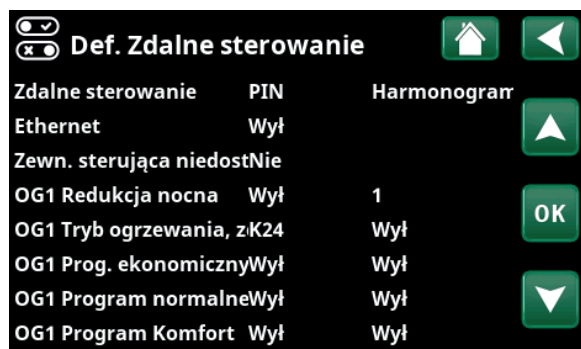 Def. Zdalne sterowanie
Zdalne sterowanie PIN Harmonogram
Ethernet Wył
Zewn. sterująca niedostNie
OG1 Redukcja nocna Wył 1
OK
OG1 Tryb ogrzewania, zK24 Wył
OG1 Prog. ekonomicznyWył Wył
OG1 Program normalneWył Wył
OG1 Program Komfort Wył Wył